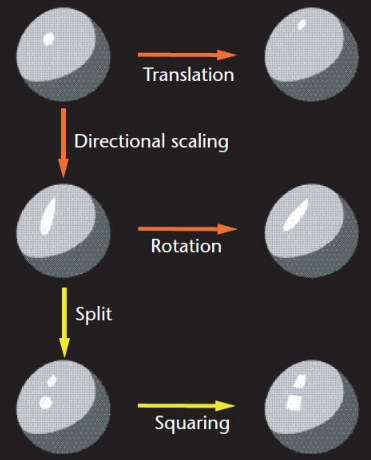 Translation
Directional scaling
Rotation
Split
Squaring